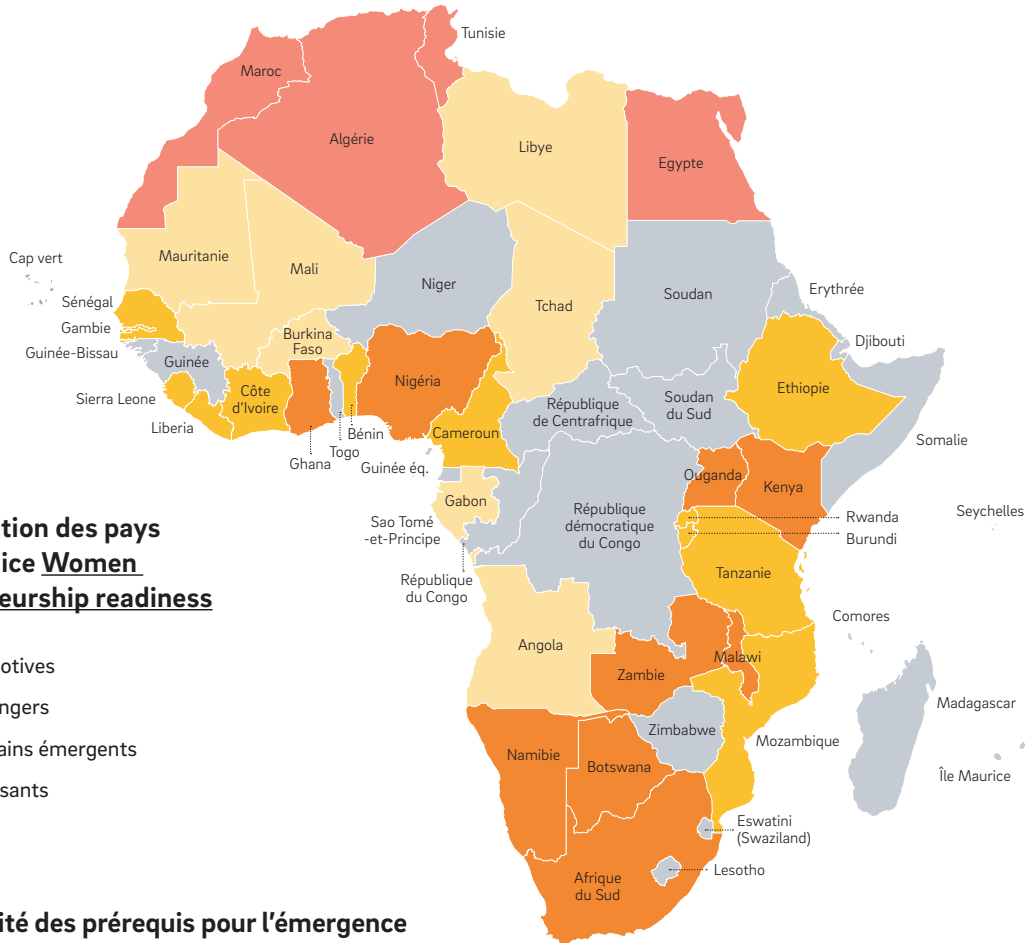 Tunisie
Maroc
Algérie
Libye
Egypte
Mauritanie
Mali
Niger
Tchad
Soudan
Cap vert
Erythrée
Sénégal
Gambie
Guinée-Bissau
Burkina
Faso
Djibouti
Guinée
Nigéria
Ethiopie
Côte
d'Ivoire
Soudan
du Sud
République
de Centrafrique
Sierra Leone
Liberia
Bénin
Cameroun
Somalie
Togo
Ghana
Guinée éq.
Ouganda
Kenya
Gabon
République
démocratique
du Congo
Seychelles
Rwanda
Burundi
Sao Tomé
-et-Principe
tion des pays
ice Women
eurship readiness
Tanzanie
République
du Congo
Comores
Angola
otives
Malawi
Zambie
ngers
Madagascar
Zimbabwe
Mozambique
ains émergents
Namibie
Botswana
Île Maurice
sants
Eswatini
(Swaziland)
Lesotho
Afrique
du Sud
ité des prérequis pour l'émergence